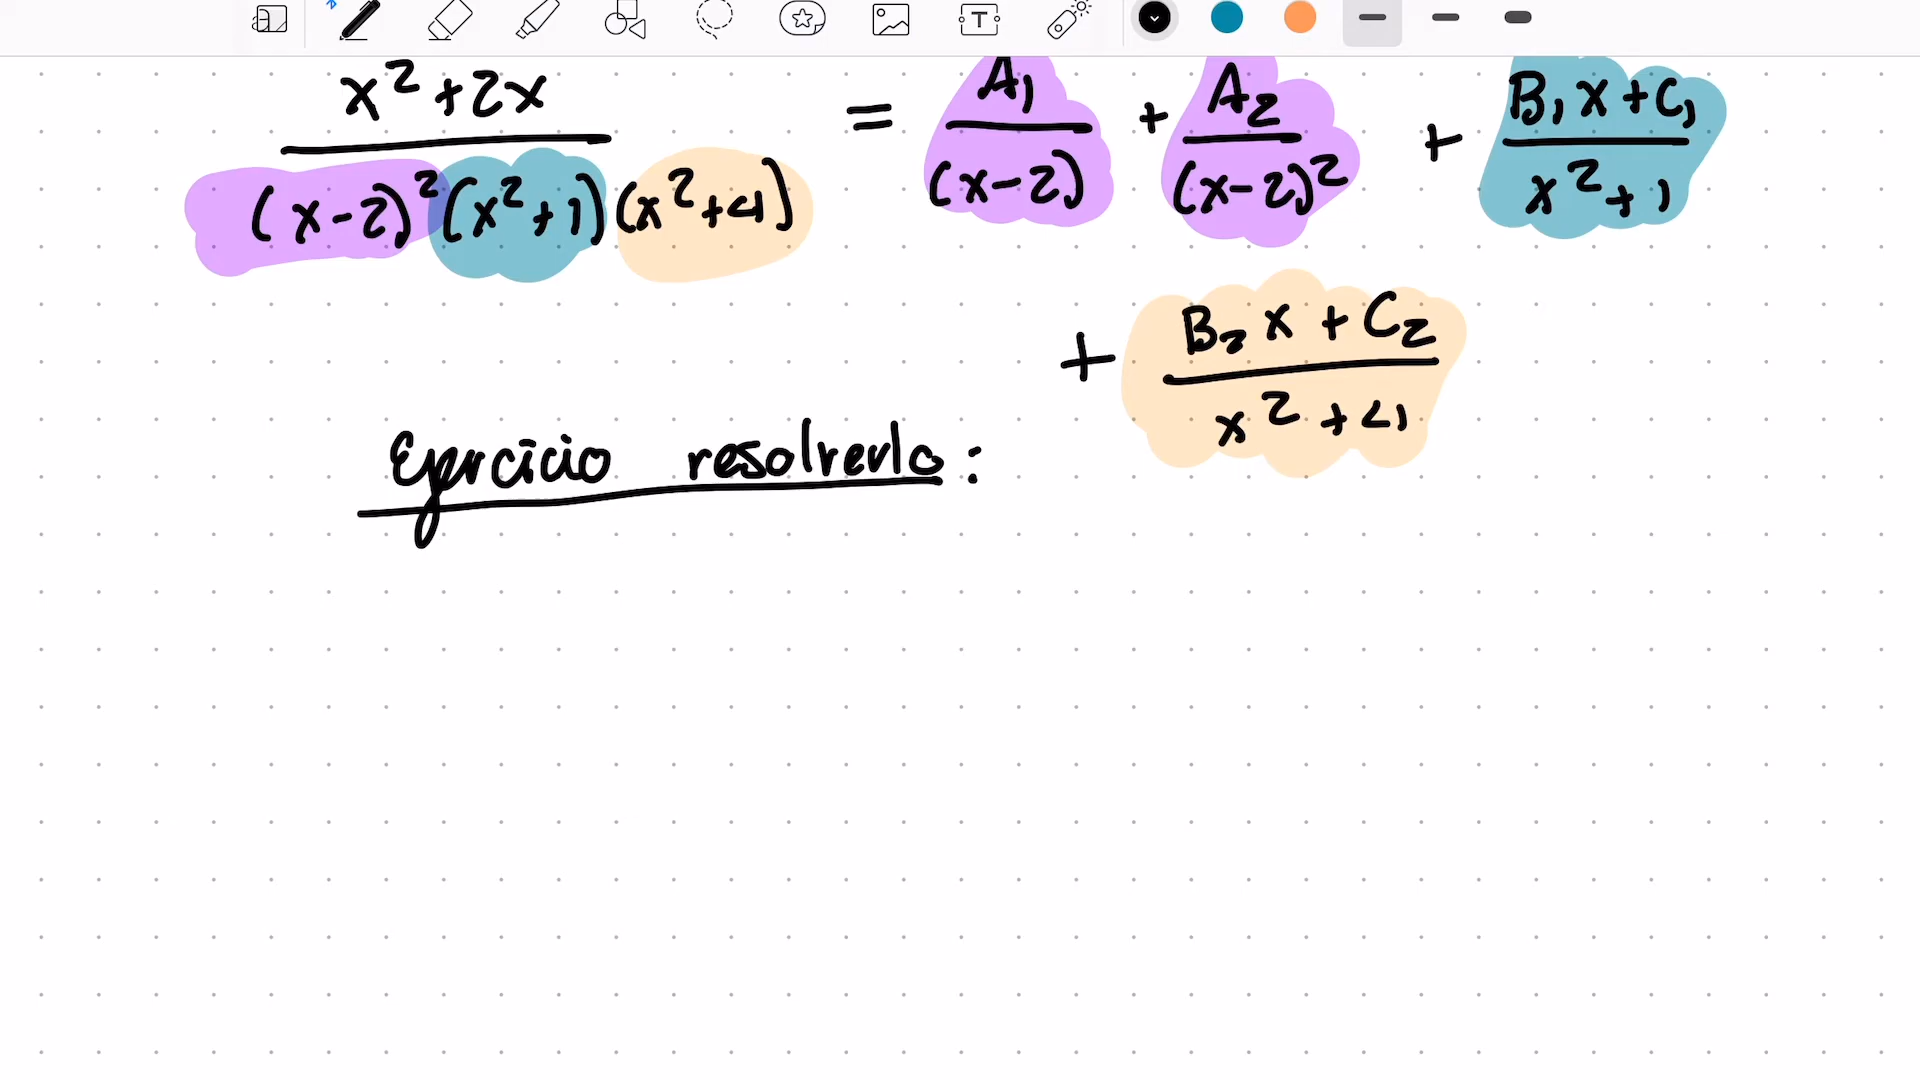 x² + 2x / (x-2)²(x²+1)(x²+4) = A₁ / (x-2) + A₂ / (x-2)² + B₁x + C₁ / x² + 1
+ B₂x + C₂ / x² + 4
Ejercicio resolverlo: